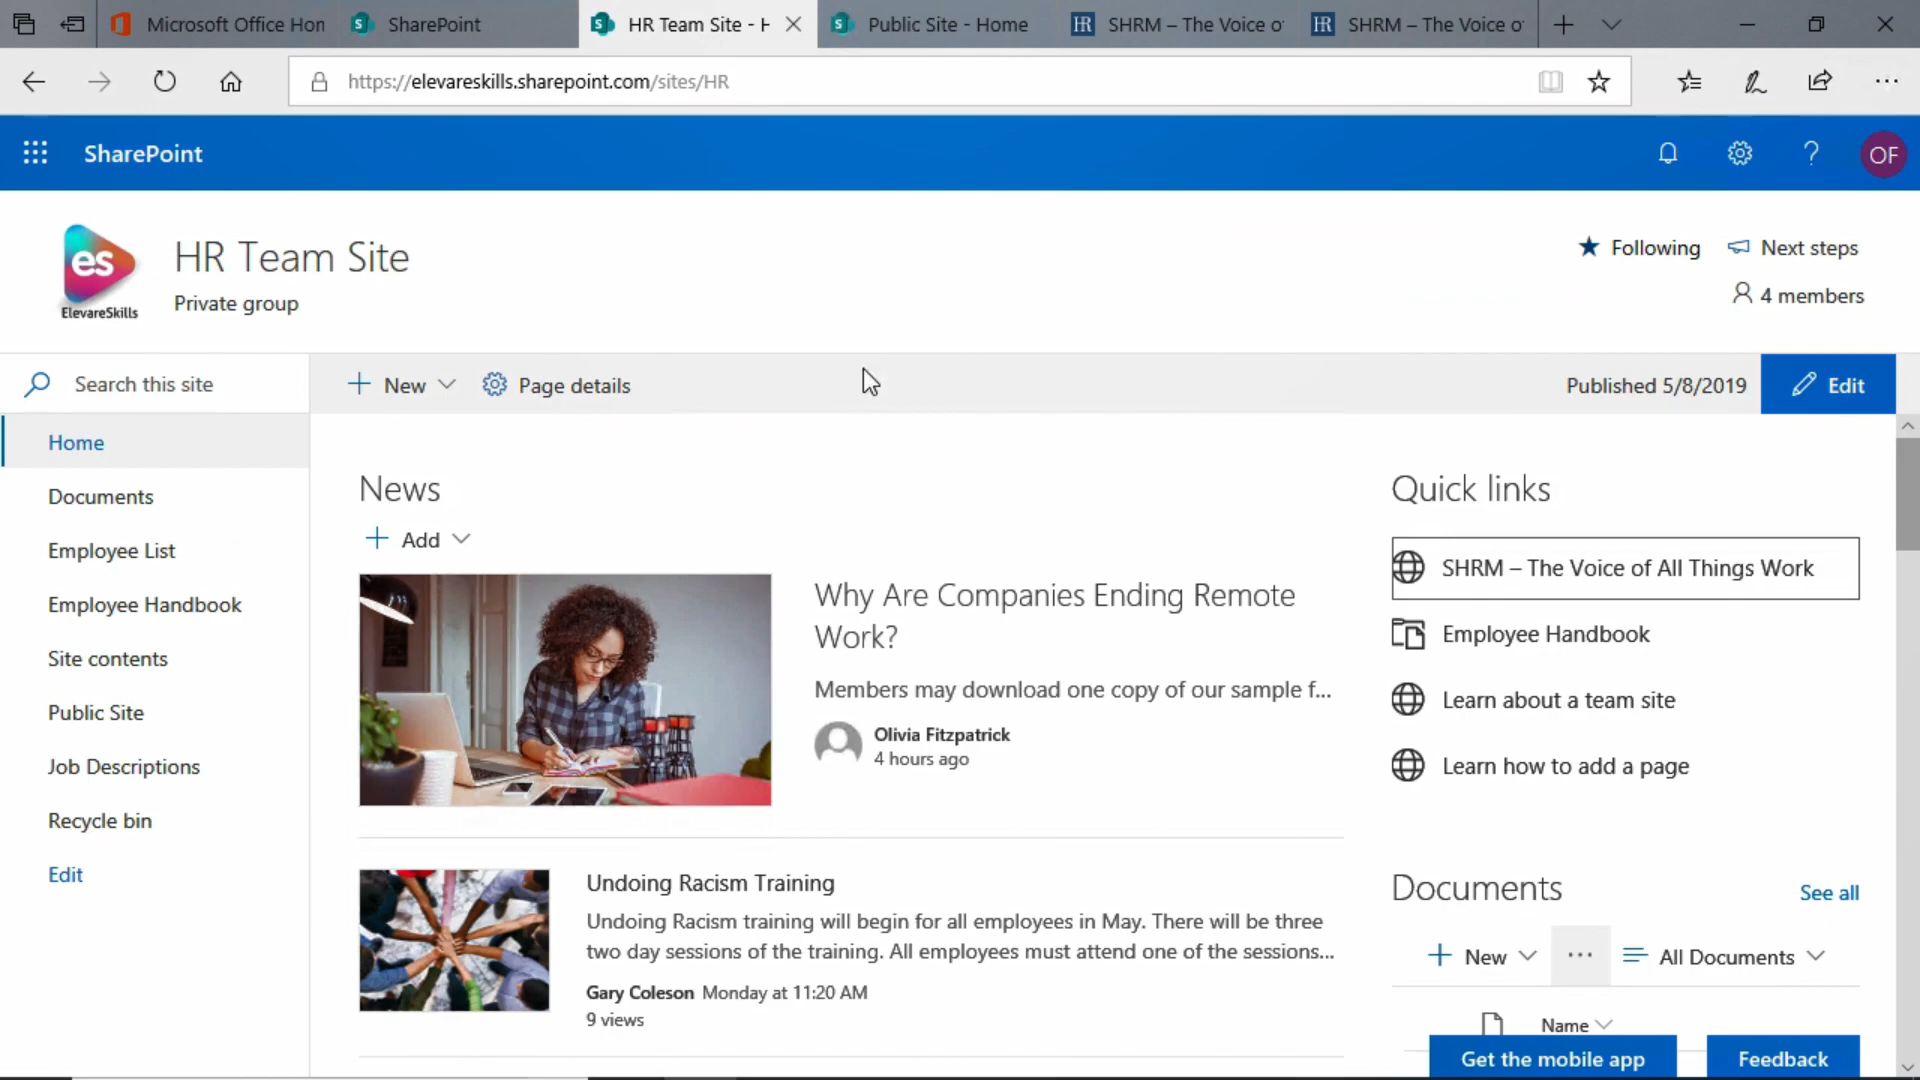 Microsoft Office Hon
SharePoint
HR Team Site - H
Public Site - Home
HR SHRM – The Voice o
HR SHRM – The Voice o
https://elevareskills.sharepoint.com/sites/HR
SharePoint
OF
es
ElevareSkills
HR Team Site
Private group
Following
Next steps
4 members
Search this site
New
Page details
Published 5/8/2019
Edit
Home
Documents
Employee List
Employee Handbook
Site contents
Public Site
Job Descriptions
Recycle bin
Edit
News
Add
Why Are Companies Ending Remote
Work?
Members may download one copy of our sample f...
Olivia Fitzpatrick
4 hours ago
Undoing Racism Training
Undoing Racism training will begin for all employees in May. There will be three
two day sessions of the training. All employees must attend one of the sessions...
Gary Coleson Monday at 11:20 AM
9 views
Quick links
SHRM – The Voice of All Things Work
Employee Handbook
Learn about a team site
Learn how to add a page
Documents
See all
New
All Documents
Name
Get the mobile app
Feedback